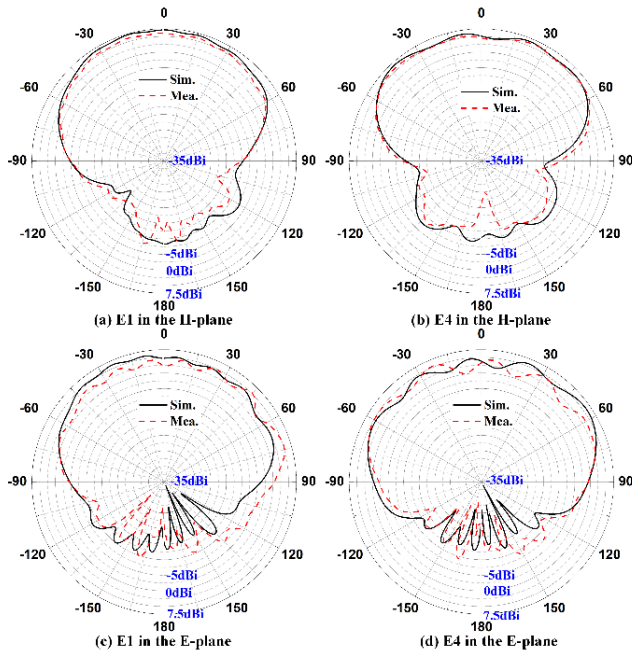 0 0
-30 30 -30 30
-60 Sim. 60 -60 Sim. 60
Mea. Mea.
-90 -35dBi 90 -90 -35dBi 90
-120 120 -120 120
-5dBi -5dBi
-150 0dBi 150 -150 0dBi 150
180 7.5dBi 180 7.5dBi
(a) E1 in the H-plane (b) E4 in the H-plane
0 0
-30 30 -30 30
-60 Sim. 60 -60 Sim. 60
Mea. Mea.
-90 -35dBi 90 -90 -35dBi 90
-120 120 -120 120
-5dBi -5dBi
-150 0dBi 150 -150 0dBi 150
180 7.5dBi 180 7.5dBi
(c) E1 in the E-plane (d) E4 in the E-plane